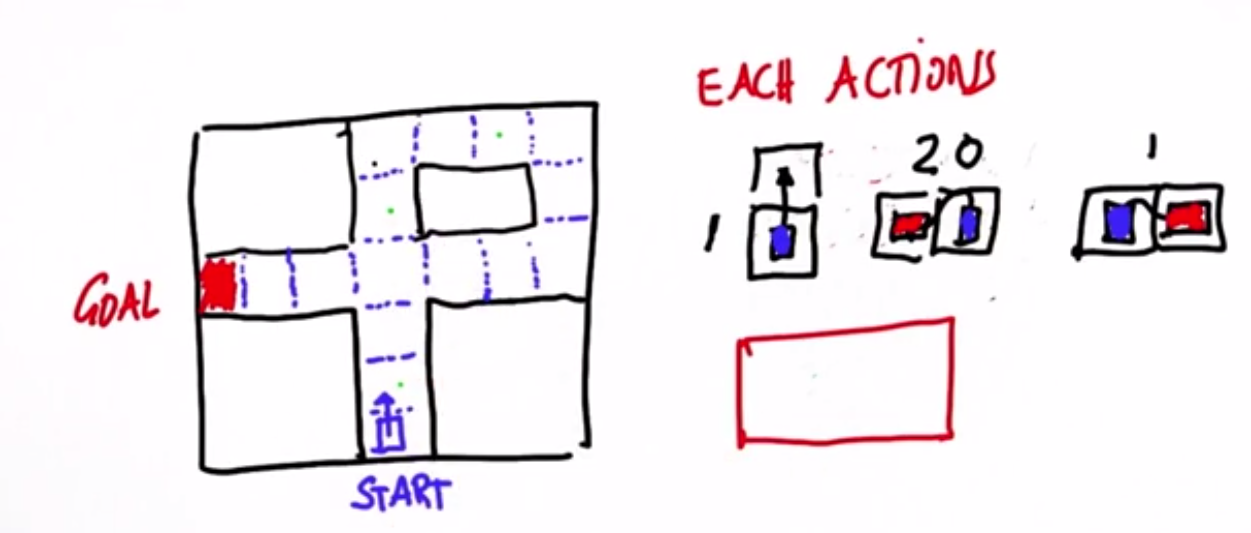 EACH ACTIONS
20
1
1
GOAL
START